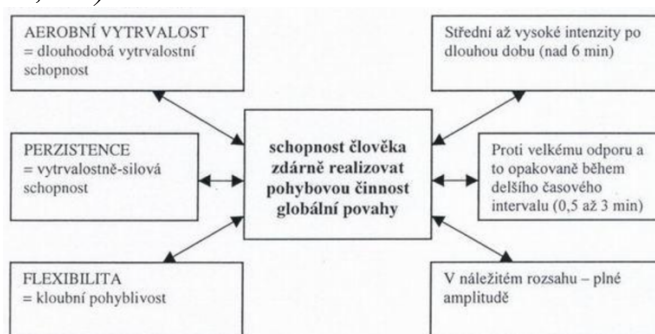 AEROBNÍ VYTRVALOST
= dlouhodobá vytrvalostní
schopnost
Střední až vysoké intenzity po
dlouhou dobu (nad 6 min)
PERZISTENCE
= vytrvalostně-silová
schopnost
schopnost člověka
zdárně realizovat
pohybovou činnost
globální povahy
Proti velkému odporu a
to opakovaně během
delšího časového
intervalu (0,5 až 3 min)
FLEXIBILITA
= kloubní pohyblivost
V náležitém rozsahu – plné
amplitudě